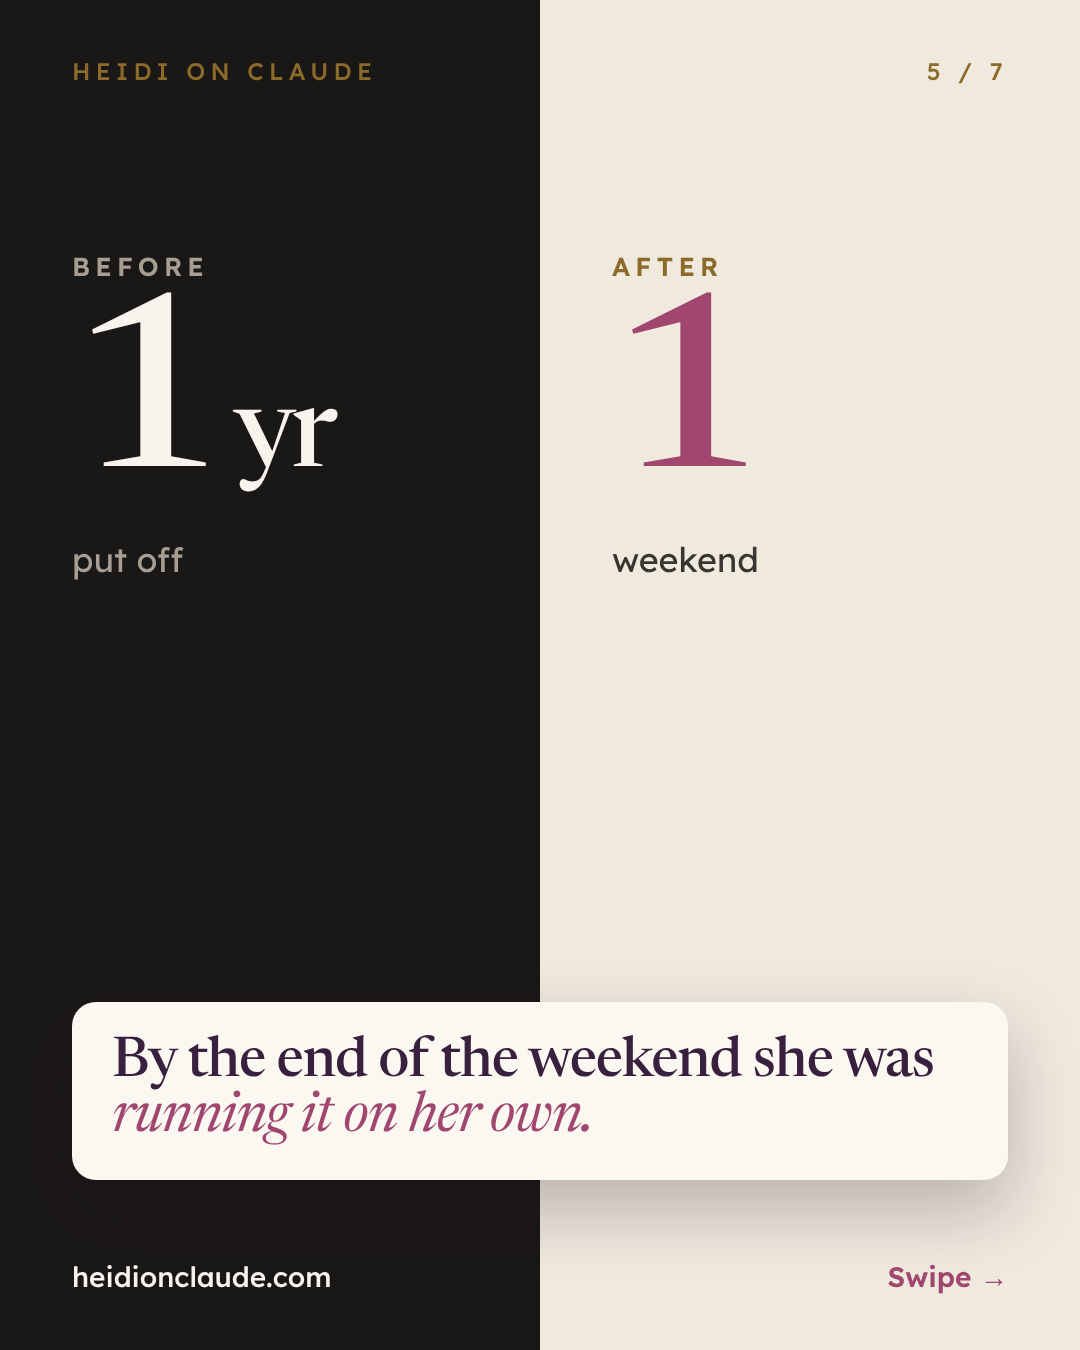 HEIDI ON CLAUDE
5 / 7
BEFORE
1 yr
put off
AFTER
1
weekend
By the end of the weekend she was
running it on her own.
heidionclaude.com
Swipe →